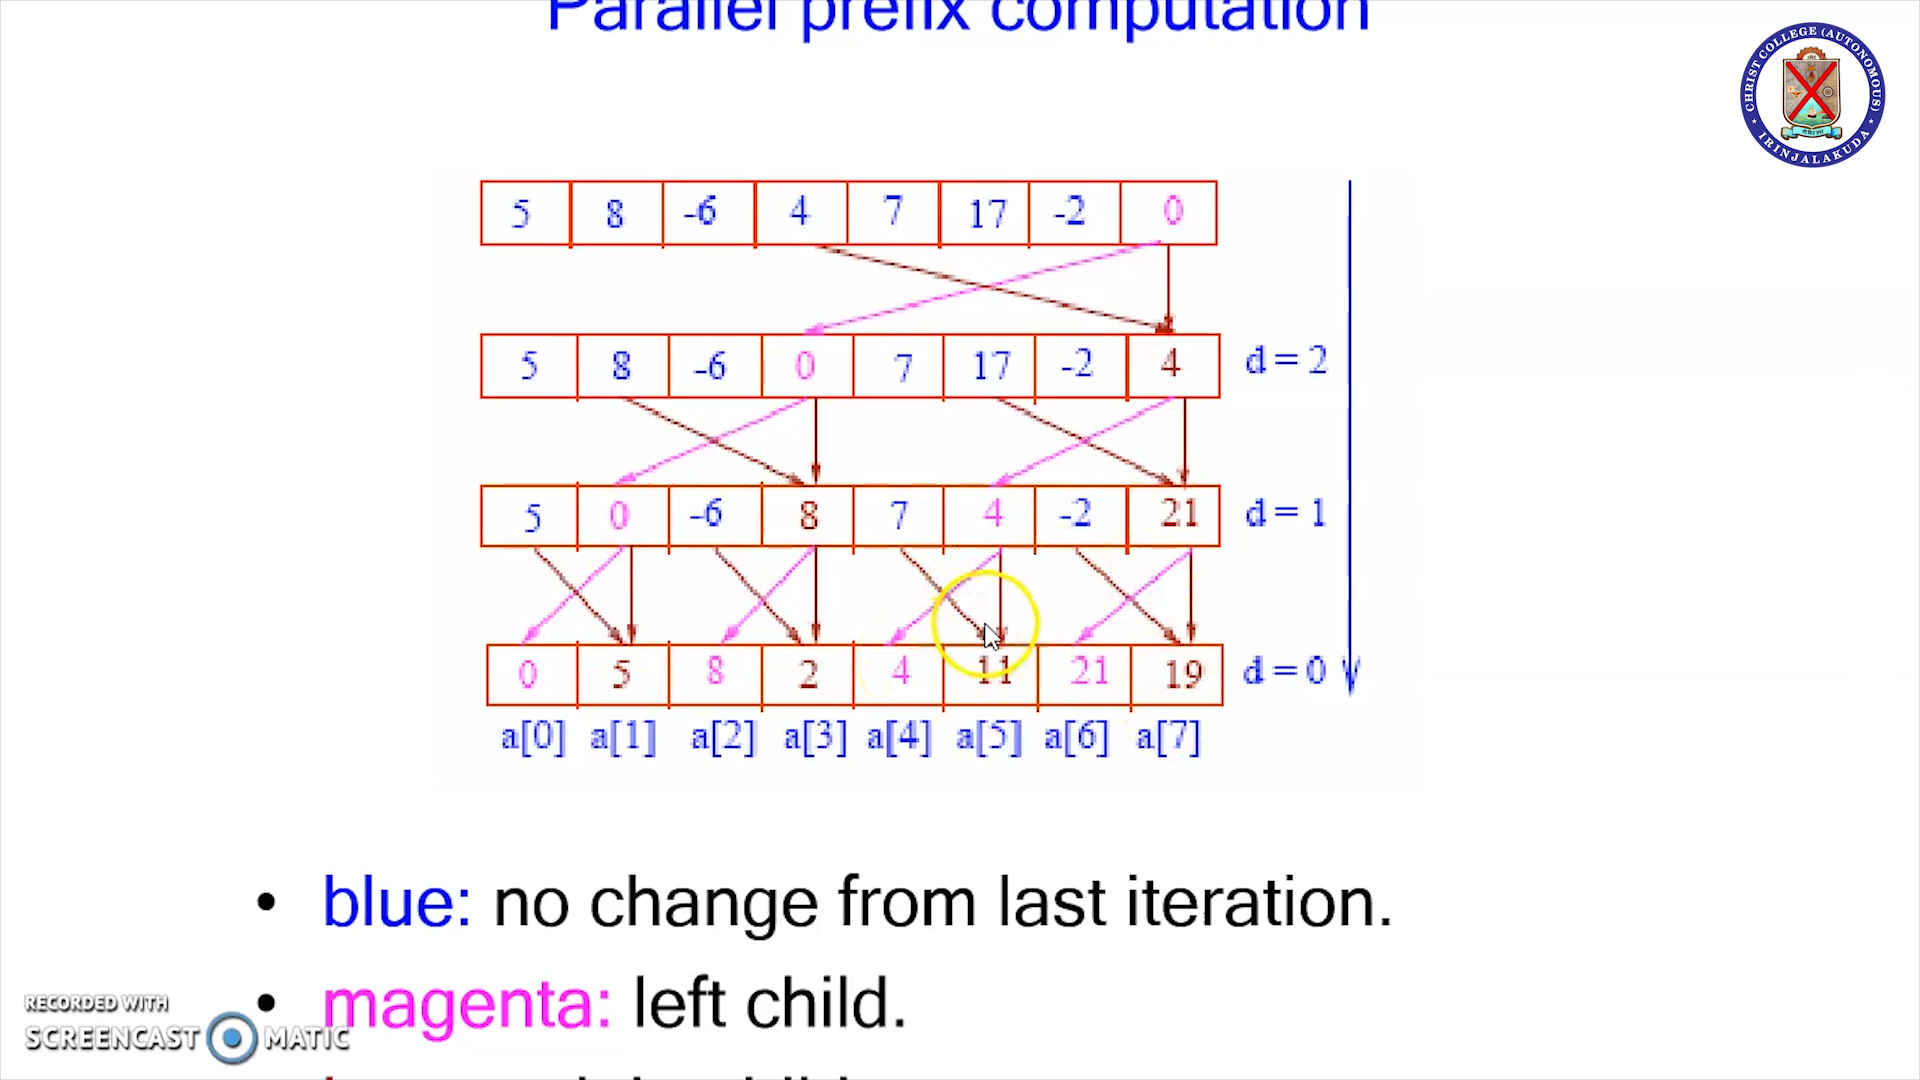 Parallel prefix computation
CHRIST COLLEGE (AUTONOMOUS)
IRINJALAKUDA
5 8 -6 4 7 17 -2 0
5 8 -6 0 7 17 -2 4 d = 2
5 0 -6 8 7 4 -2 21 d = 1
0 5 8 2 4 11 21 19 d = 0
a[0] a[1] a[2] a[3] a[4] a[5] a[6] a[7]
• blue: no change from last iteration.
• magenta: left child.
RECORDED WITH
SCREENCAST MATIC